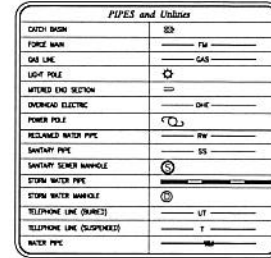 PIPES and Utilities
CATCH BASIN
FORCE MAIN FM
GAS LINE GAS
LIGHT POLE
MITERED END SECTION
OVERHEAD ELECTRIC OHE
POWER POLE
RECLAIMED WATER PIPE RW
SANITARY PIPE SS
SANITARY SEWER MANHOLE S
STORM WATER PIPE
STORM WATER MANHOLE D
TELEPHONE LINE (BURIED) UT
TELEPHONE LINE (SUSPENDED) T
WATER PIPE